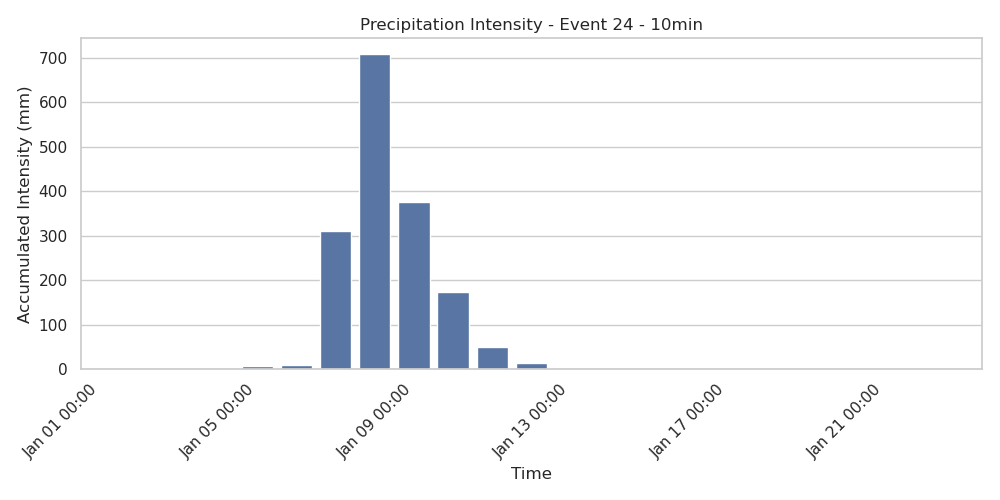 Precipitation Intensity - Event 24 - 10min
Accumulated Intensity (mm)
700
600
500
400
300
200
100
0
Jan 01 00:00
Jan 05 00:00
Jan 09 00:00
Jan 13 00:00
Jan 17 00:00
Jan 21 00:00
Time